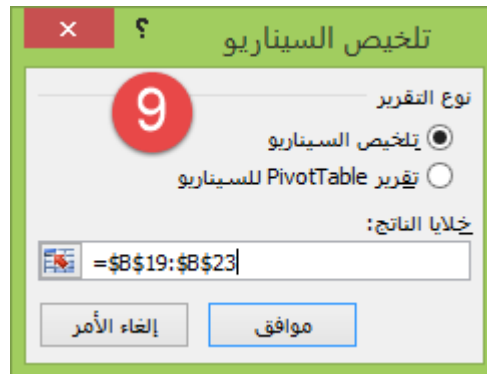 تلخيص السيناريو
؟
×
نوع التقرير
9
تلخيص السيناريو
تقرير PivotTable للسيناريو
خلايا الناتج:
=$B$19:$B$23
موافق
إلغاء الأمر